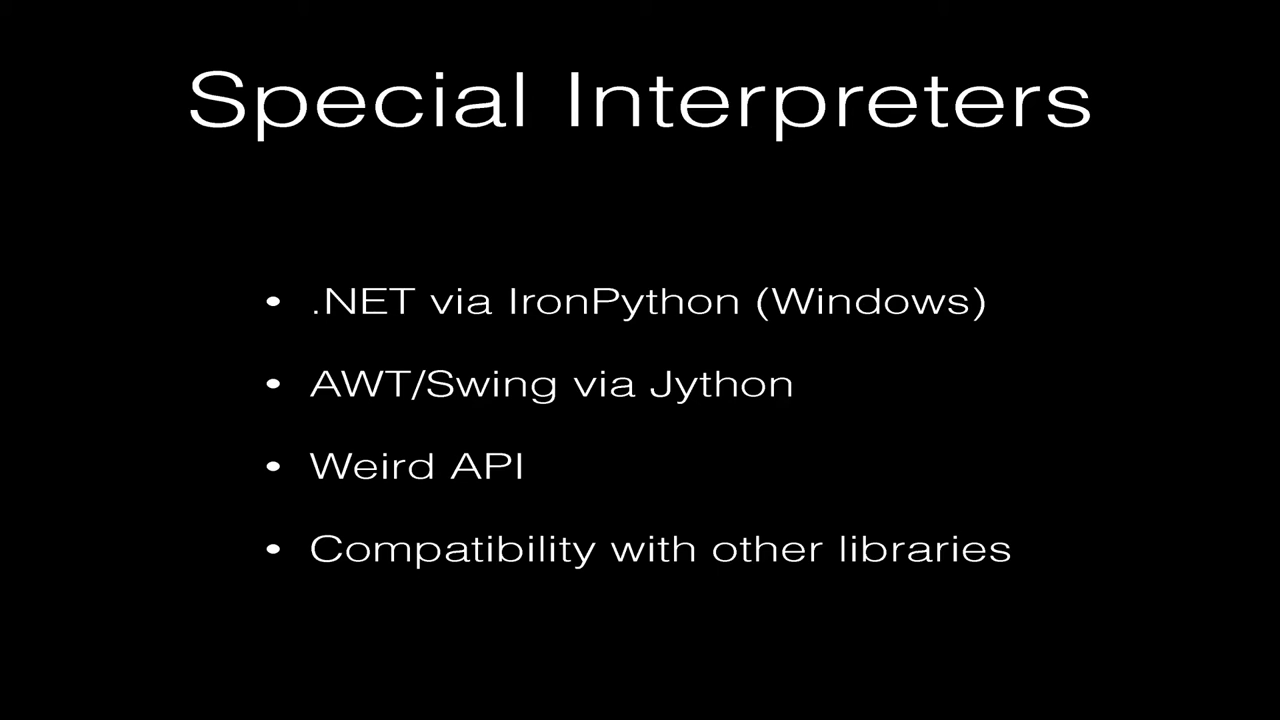 Special Interpreters
• .NET via IronPython (Windows)
• AWT/Swing via Jython
• Weird API
• Compatibility with other libraries